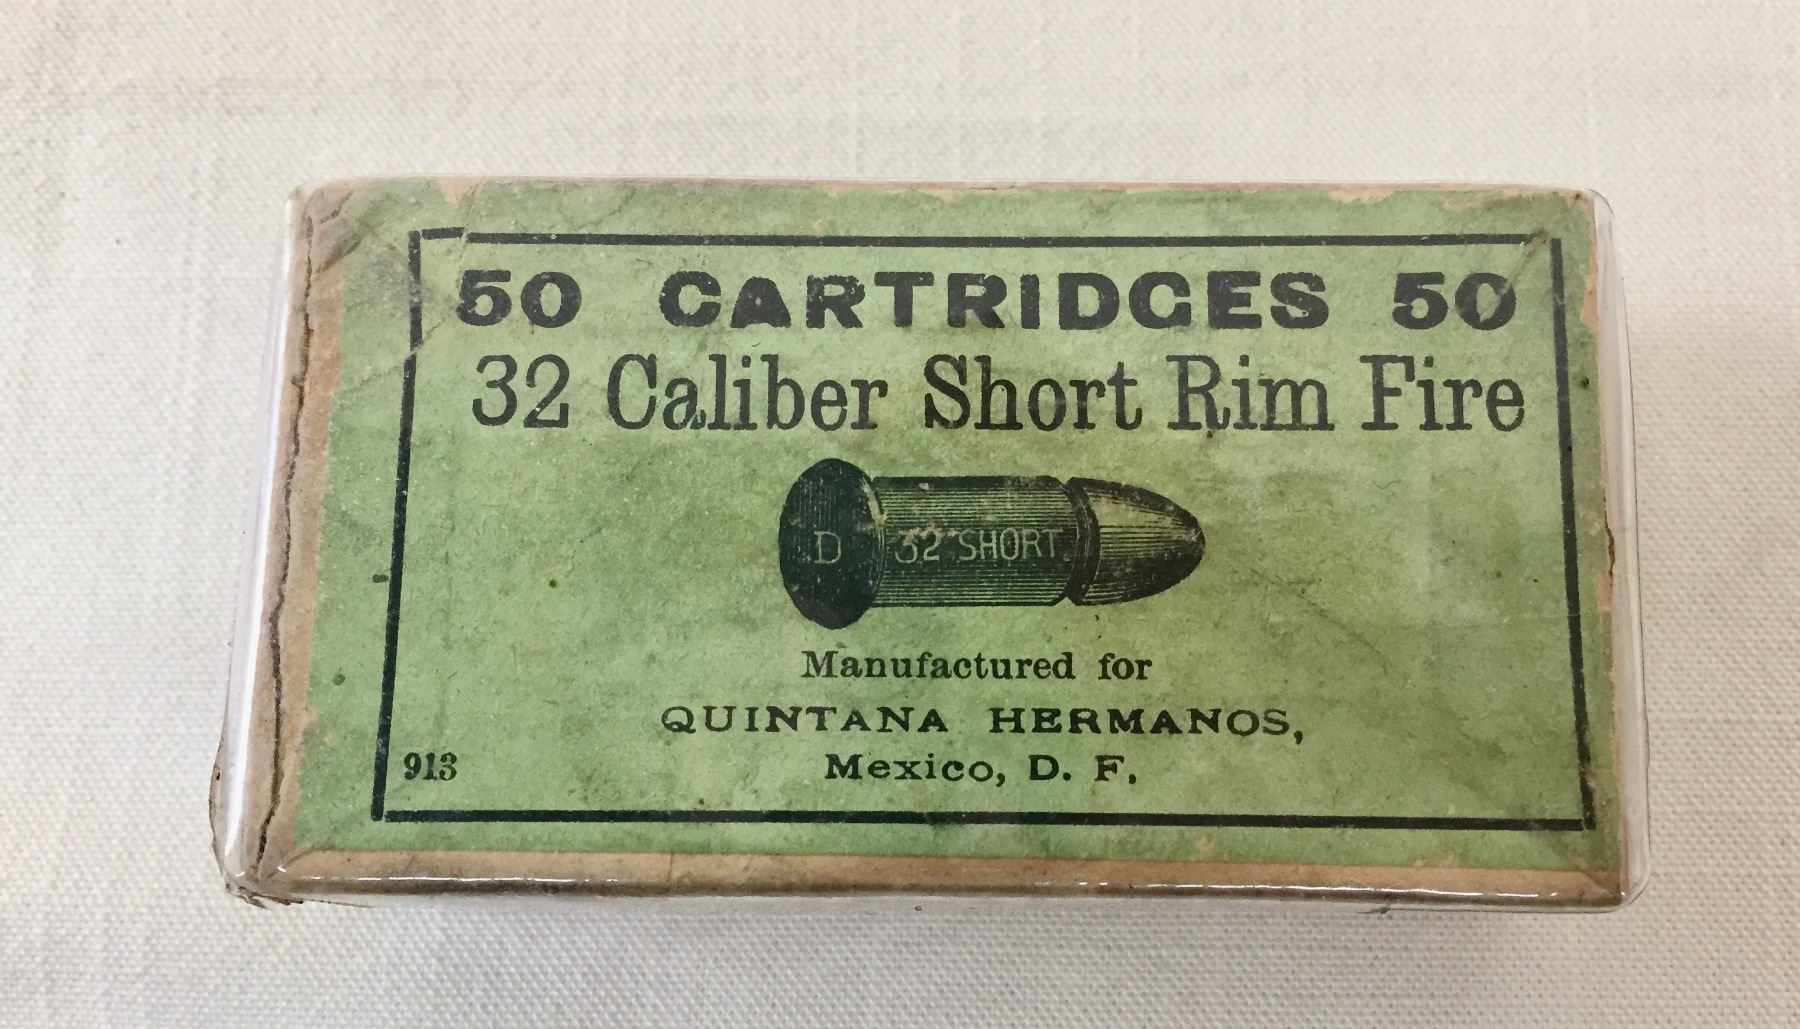 50 CARTRIDGES 50
32 Caliber Short Rim Fire
D 32 SHORT
Manufactured for
QUINTANA HERMANOS,
913 Mexico, D. F.